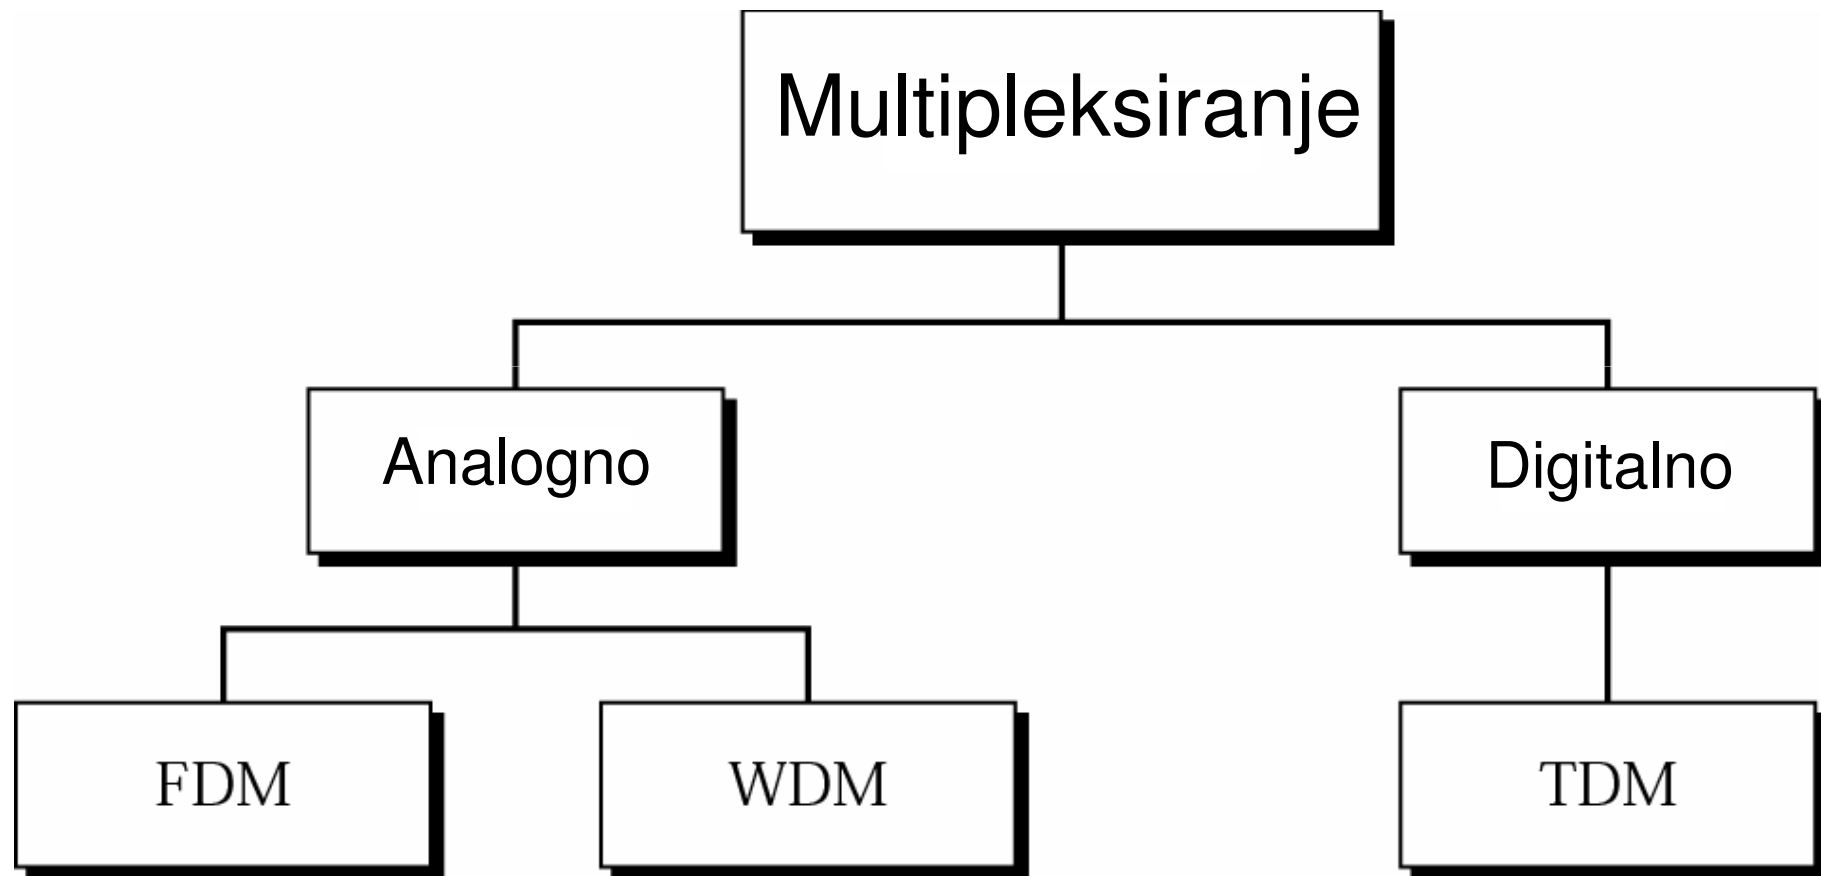 Multipleksiranje
Analogno
Digitalno
FDM
WDM
TDM